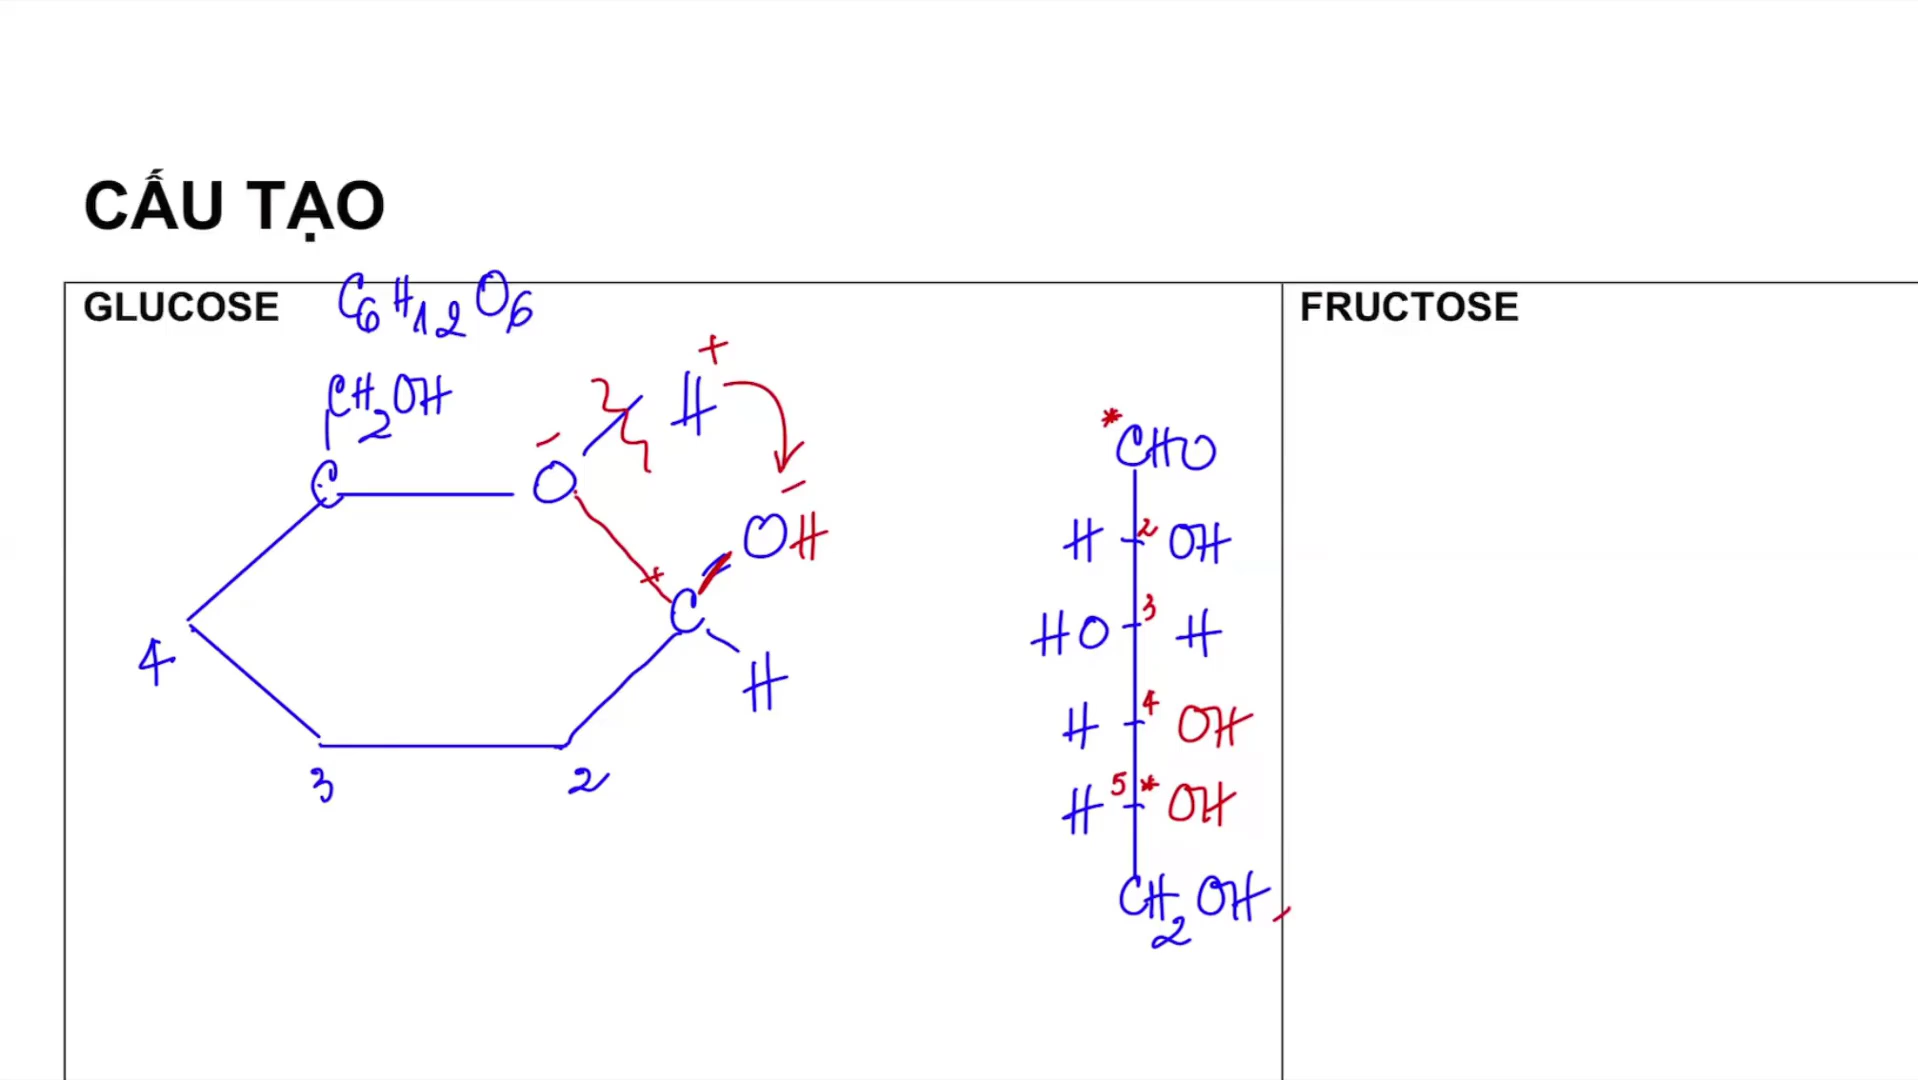 CẤU TẠO
GLUCOSE C6H12O6
FRUCTOSE
CH2OH
H +
C
- O
- OH
+ C
H
4
3
2
* CHO
H 2 OH
HO 3 H
H 4 OH
H 5 * OH
CH2OH